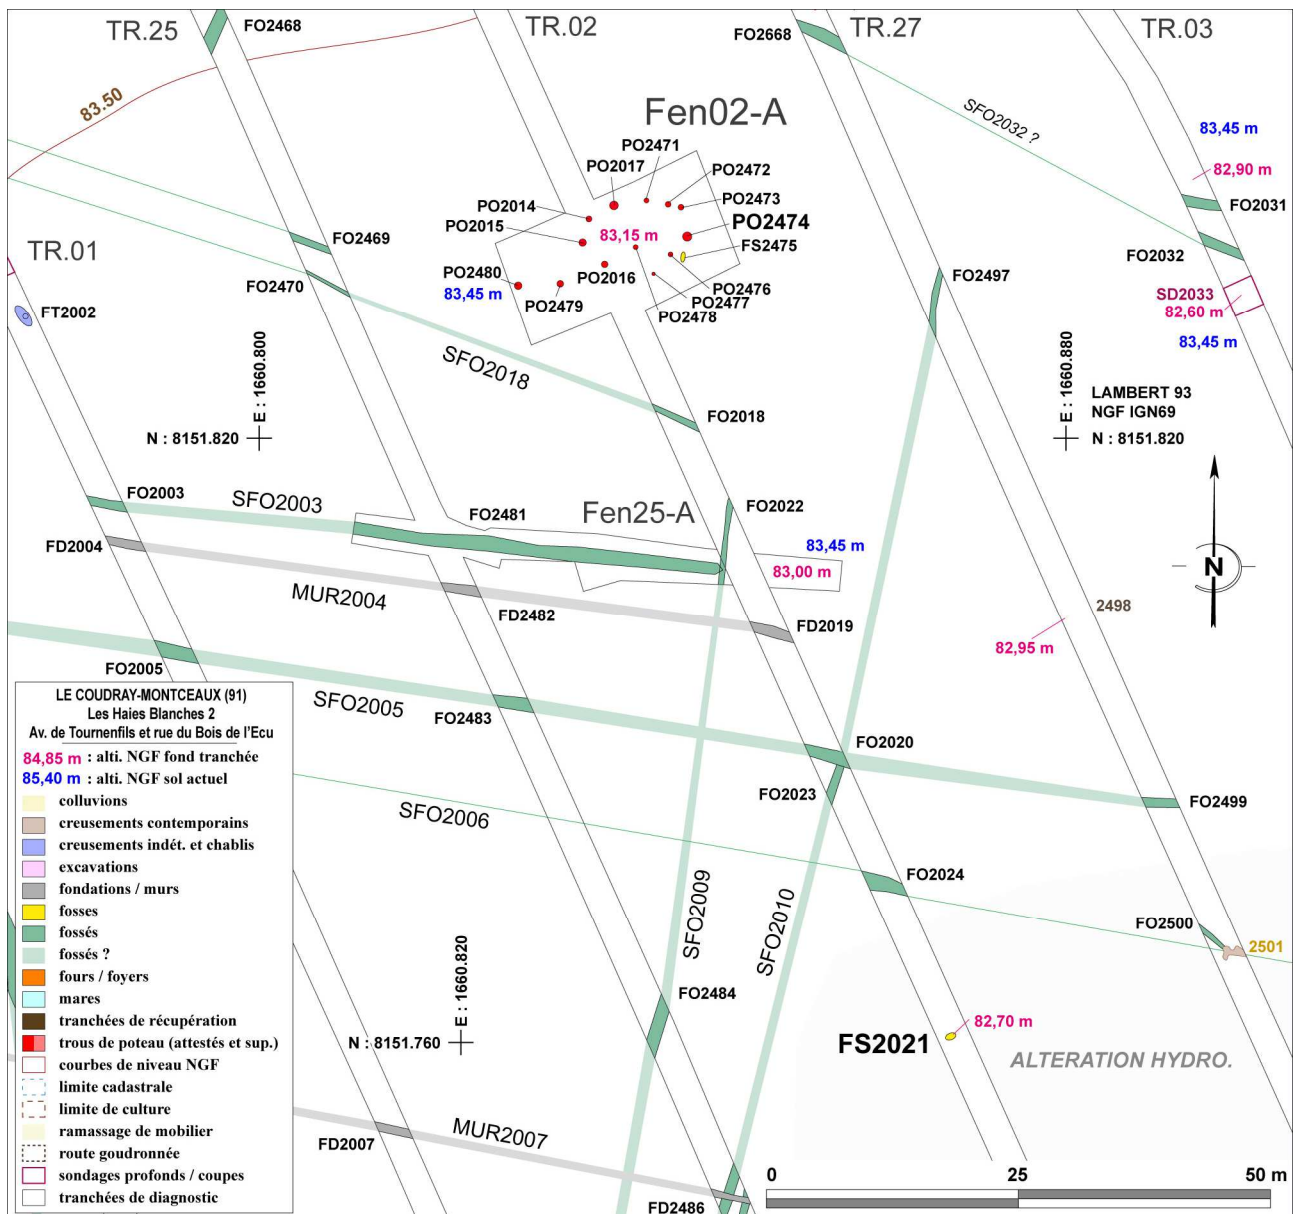 TR.25
FO2468
TR.02
FO2668
TR.27
TR.03
83.50
Fen02-A
SFO2032 ?
83,45 m
82,90 m
PO2471
PO2017
PO2472
PO2473
PO2014
PO2474
FO2031
PO2015
83,15 m
FS2475
FO2469
TR.01
FO2032
PO2480
PO2016
PO2476
FO2497
83,45 m
FO2470
PO2479
PO2477
PO2478
SD2033
82,60 m
FT2002
83,45 m
SFO2018
E : 1660.800
E : 1660.880
LAMBERT 93
NGF IGN69
N : 8151.820
N : 8151.820
FO2018
FO2003
SFO2003
FO2481
Fen25-A
FO2022
83,45 m
FD2004
83,00 m
N
MUR2004
FD2482
FD2019
2498
82,95 m
FO2005
SFO2005
FO2483
FO2020
FO2023
FO2499
SFO2006
SFO2009
SFO2010
FO2024
FO2500
2501
E : 1660.820
N : 8151.760
FO2484
82,70 m
FS2021
ALTERATION HYDRO.
FD2007
MUR2007
FD2486
0
25
50 m
LE COUDRAY-MONTCEAUX (91)
Les Haies Blanches 2
Av. de Tournenfils et rue du Bois de l'Ecu
84,85 m : alti. NGF fond tranchée
85,40 m : alti. NGF sol actuel
colluvions
creusements contemporains
creusements indét. et chablis
excavations
fondations / murs
fosses
fossés
fossés ?
fours / foyers
mares
tranchées de récupération
trous de poteau (attestés et sup.)
courbes de niveau NGF
limite cadastrale
limite de culture
ramassage de mobilier
route goudronnée
sondages profonds / coupes
tranchées de diagnostic